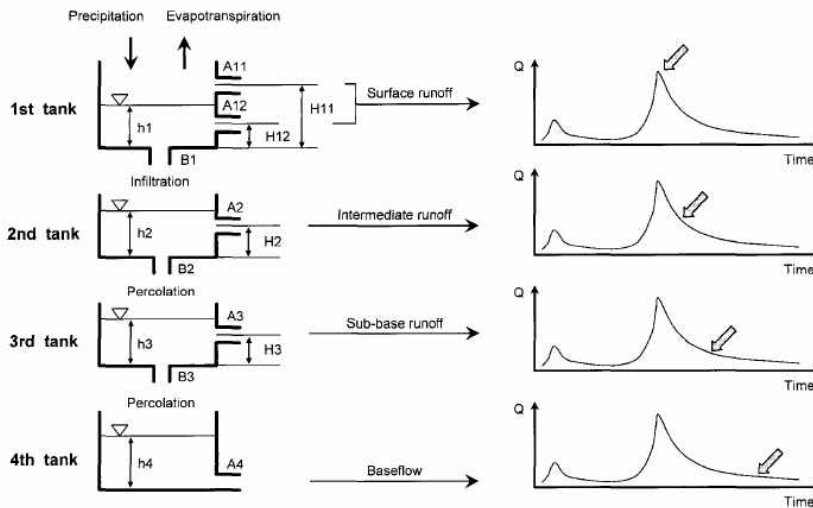 Precipitation Evapotranspiration
1st tank
h1
A11
A12
H11
H12
B1
Surface runoff
Q
Time
Infiltration
2nd tank
h2
A2
H2
B2
Intermediate runoff
Q
Time
Percolation
3rd tank
h3
A3
H3
B3
Sub-base runoff
Q
Time
Percolation
4th tank
h4
A4
Baseflow
Q
Time